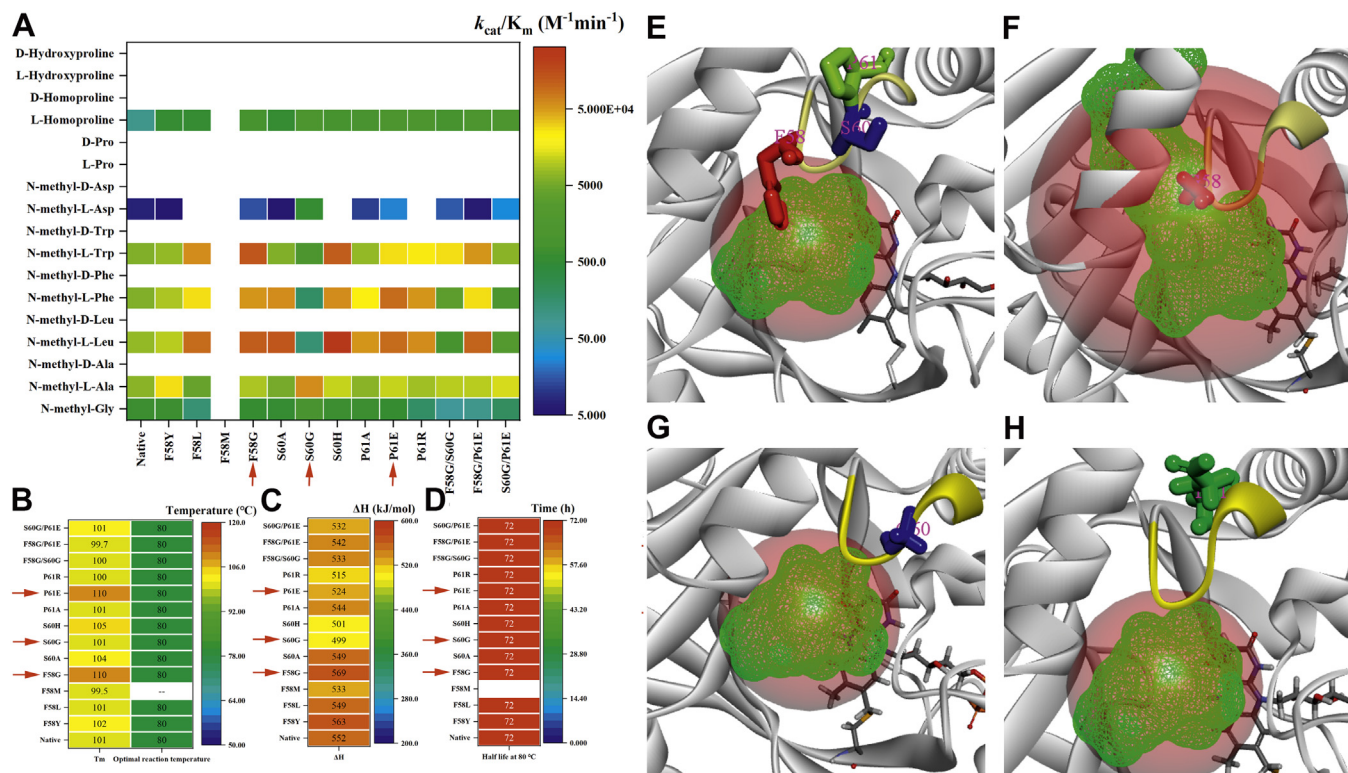 A
k_cat/K_m (M⁻¹min⁻¹)
D-Hydroxyproline
L-Hydroxyproline
D-Homoproline
L-Homoproline
D-Pro
L-Pro
N-methyl-D-Asp
N-methyl-L-Asp
N-methyl-D-Trp
N-methyl-L-Trp
N-methyl-D-Phe
N-methyl-L-Phe
N-methyl-D-Leu
N-methyl-L-Leu
N-methyl-D-Ala
N-methyl-L-Ala
N-methyl-Gly
5.000E+04
5000
500.0
50.00
5.000
Native
F58Y
F58L
F58M
F58G
S60A
S60G
S60H
P61A
P61E
P61R
F58G/S60G
F58G/P61E
S60G/P61E
B
Temperature (℃)
S60G/P61E 101 80
F58G/P61E 99.7 80
F58G/S60G 100 80
P61R 100 80
P61E 110 80
P61A 101 80
S60H 105 80
S60G 101 80
S60A 104 80
F58G 110 80
F58M 99.5 --
F58L 101 80
F58Y 102 80
Native 101 80
Tm Optimal reaction temperature
120.0
106.0
92.00
78.00
64.00
50.00
C
ΔH (kJ/mol)
S60G/P61E 532
F58G/P61E 542
F58G/S60G 533
P61R 515
P61E 524
P61A 544
S60H 501
S60G 499
S60A 549
F58G 569
F58M 533
F58L 549
F58Y 563
Native 552
ΔH
600.0
520.0
440.0
360.0
280.0
200.0
D
Time (h)
S60G/P61E 72
F58G/P61E 72
F58G/S60G 72
P61R 72
P61E 72
P61A 72
S60H 72
S60G 72
S60A 72
F58G 72
F58M
F58L 72
F58Y 72
Native 72
Half life at 80 ℃
72.00
57.60
43.20
28.80
14.40
0.000
E
F58
S60
F
G
H